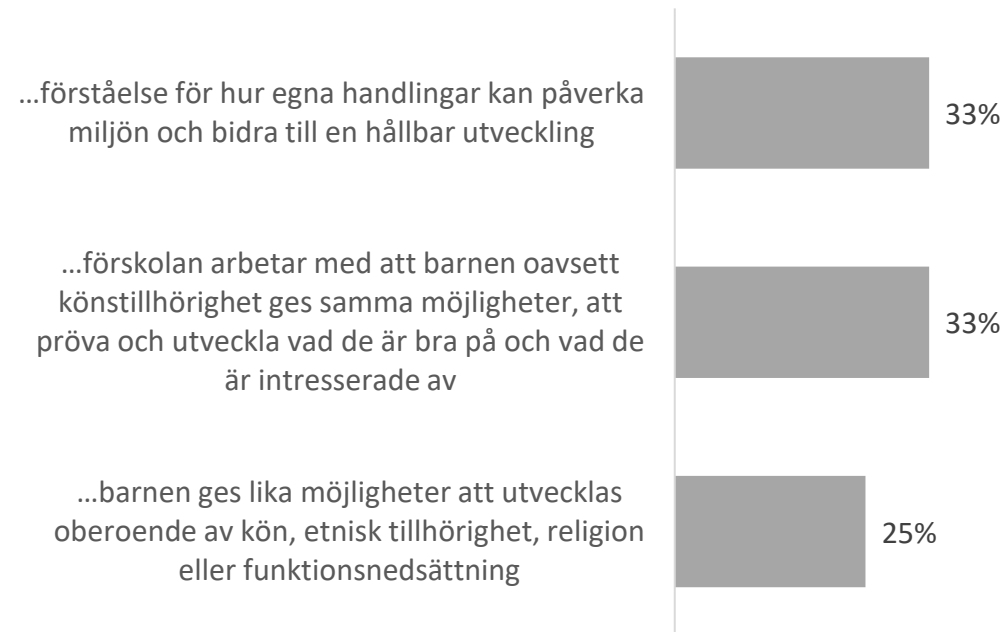 ...förståelse för hur egna handlingar kan påverka
miljön och bidra till en hållbar utveckling
33%
...förskolan arbetar med att barnen oavsett
könstillhörighet ges samma möjligheter, att
pröva och utveckla vad de är bra på och vad de
är intresserade av
33%
...barnen ges lika möjligheter att utvecklas
oberoende av kön, etnisk tillhörighet, religion
eller funktionsnedsättning
25%